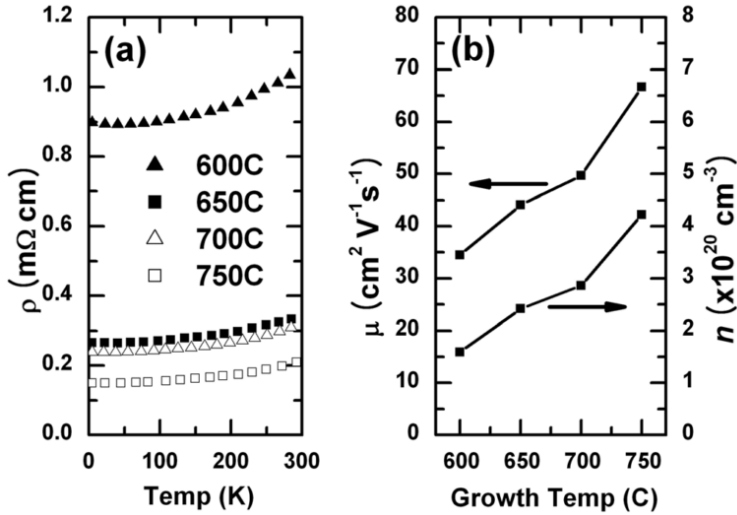 (a)
ρ (mΩ cm)
1.2
1.0
0.8
0.6
0.4
0.2
0.0
600C
650C
700C
750C
0 100 200 300
Temp (K)
(b)
μ (cm² V⁻¹s⁻¹)
80
70
60
50
40
30
20
10
0
600 650 700 750
Growth Temp (C)
8
7
6
5
4
3
2
1
0
n (x10²⁰ cm⁻³)